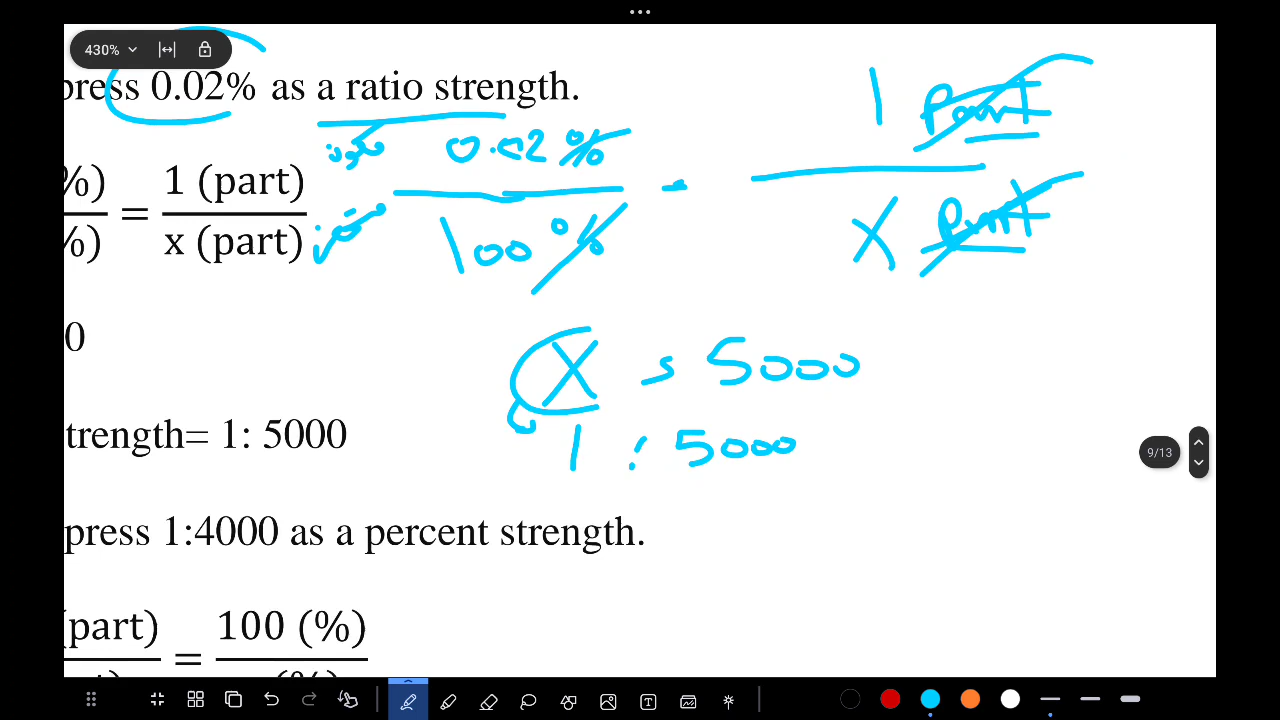 430%
press 0.02% as a ratio strength.
0.02 %
100 %
1 part
x part
%)
%)
= 1 (part)
x (part)
0
X = 5000
trength= 1: 5000
1 : 5000
9/13
press 1:4000 as a percent strength.
(part) = 100 (%)